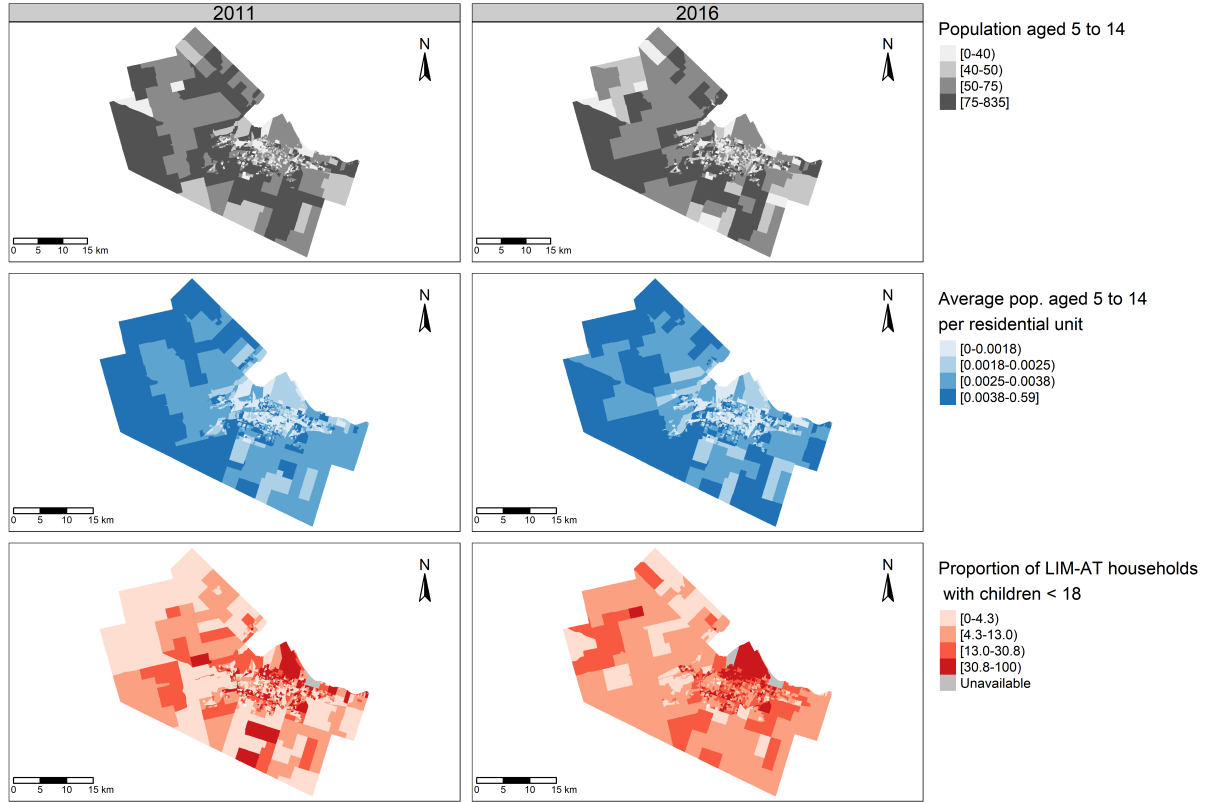 2011
2016
N
0 5 10 15 km
N
0 5 10 15 km
Population aged 5 to 14
[0-40)
[40-50)
[50-75)
[75-835]
N
0 5 10 15 km
N
0 5 10 15 km
Average pop. aged 5 to 14
per residential unit
[0-0.0018)
[0.0018-0.0025)
[0.0025-0.0038)
[0.0038-0.59]
N
0 5 10 15 km
N
0 5 10 15 km
Proportion of LIM-AT households
with children < 18
[0-4.3)
[4.3-13.0)
[13.0-30.8)
[30.8-100)
Unavailable